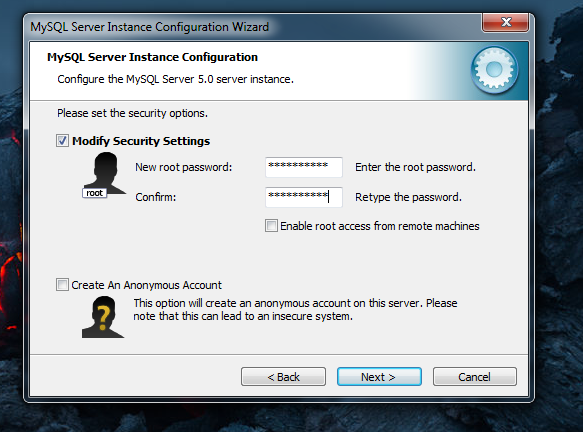 MySQL Server Instance Configuration Wizard
MySQL Server Instance Configuration
Configure the MySQL Server 5.0 server instance.
Please set the security options.
Modify Security Settings
New root password: ********** Enter the root password.
root
Confirm: ********** Retype the password.
Enable root access from remote machines
Create An Anonymous Account
?
This option will create an anonymous account on this server. Please
note that this can lead to an insecure system.
< Back Next > Cancel